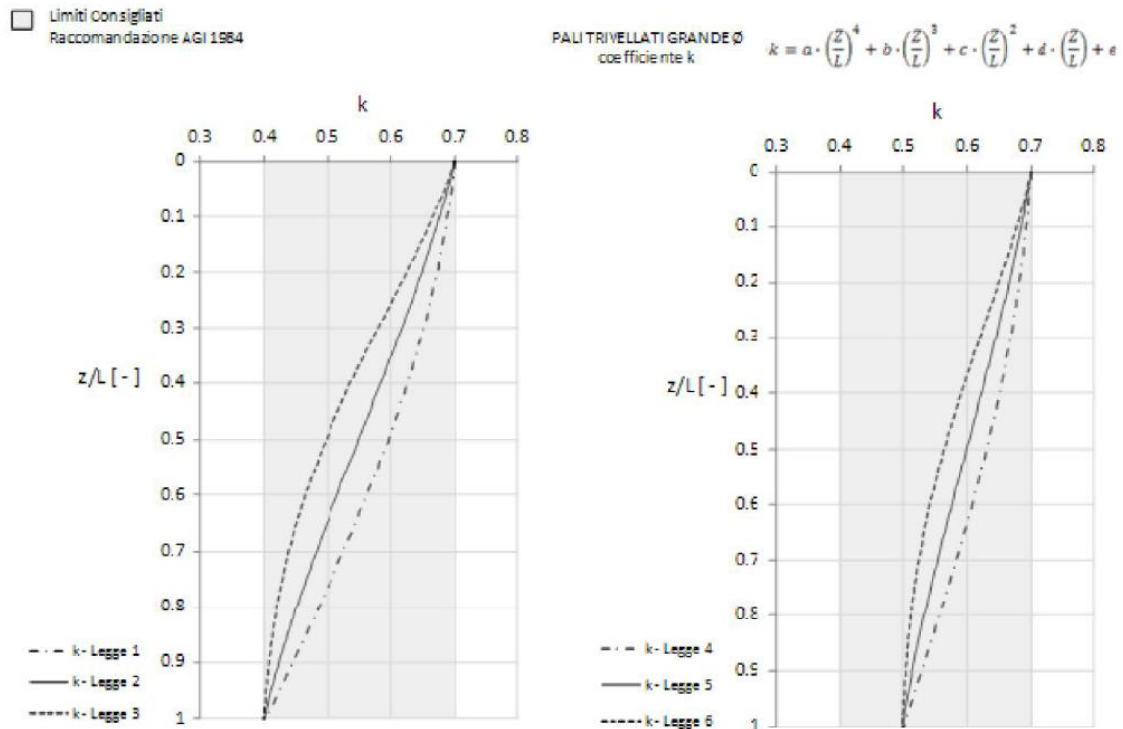 Limiti Consigliati
Raccomandazione AGI 1984
PALI TRIVELLATI GRANDE Ø
coefficiente k
k = a · (Z/L)^4 + b · (Z/L)^3 + c · (Z/L)^2 + d · (Z/L) + e
k
0.3 0.4 0.5 0.6 0.7 0.8
0
0.1
0.2
0.3
z/L [ - ] 0.4
0.5
0.6
0.7
0.8
0.9
1
k - Legge 1
k - Legge 2
k - Legge 3
k
0.3 0.4 0.5 0.6 0.7 0.8
0
0.1
0.2
0.3
z/L [ - ] 0.4
0.5
0.6
0.7
0.8
0.9
1
k - Legge 4
k - Legge 5
k - Legge 6